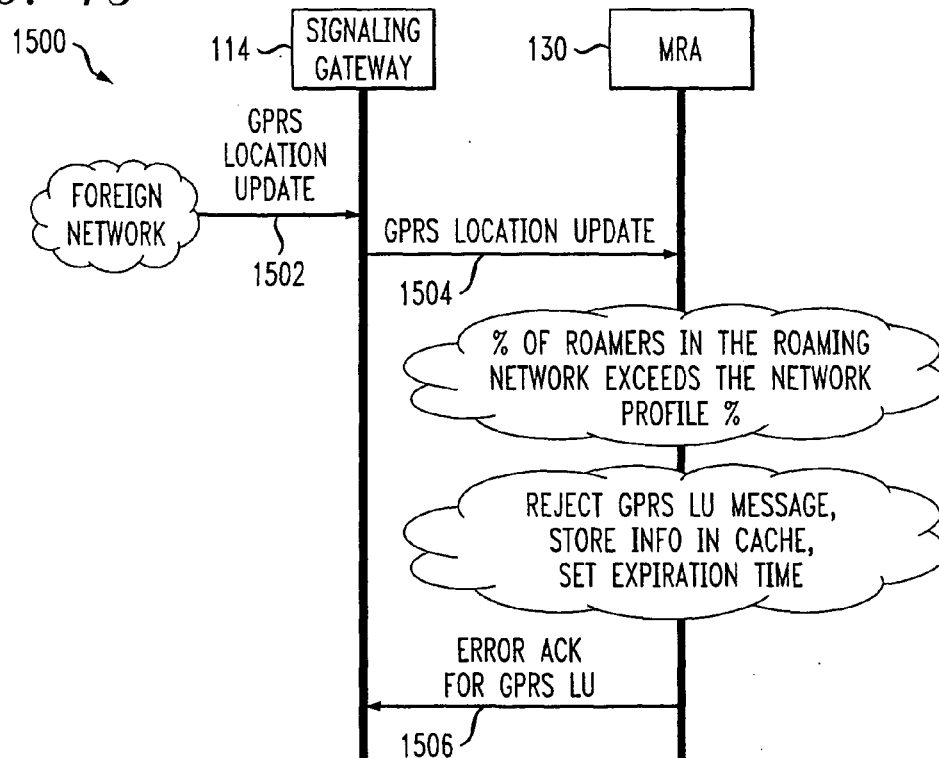 1500
114
SIGNALING
GATEWAY
130
MRA
GPRS
LOCATION
UPDATE
FOREIGN
NETWORK
1502
GPRS LOCATION UPDATE
1504
% OF ROAMERS IN THE ROAMING
NETWORK EXCEEDS THE NETWORK
PROFILE %
REJECT GPRS LU MESSAGE,
STORE INFO IN CACHE,
SET EXPIRATION TIME
ERROR ACK
FOR GPRS LU
1506